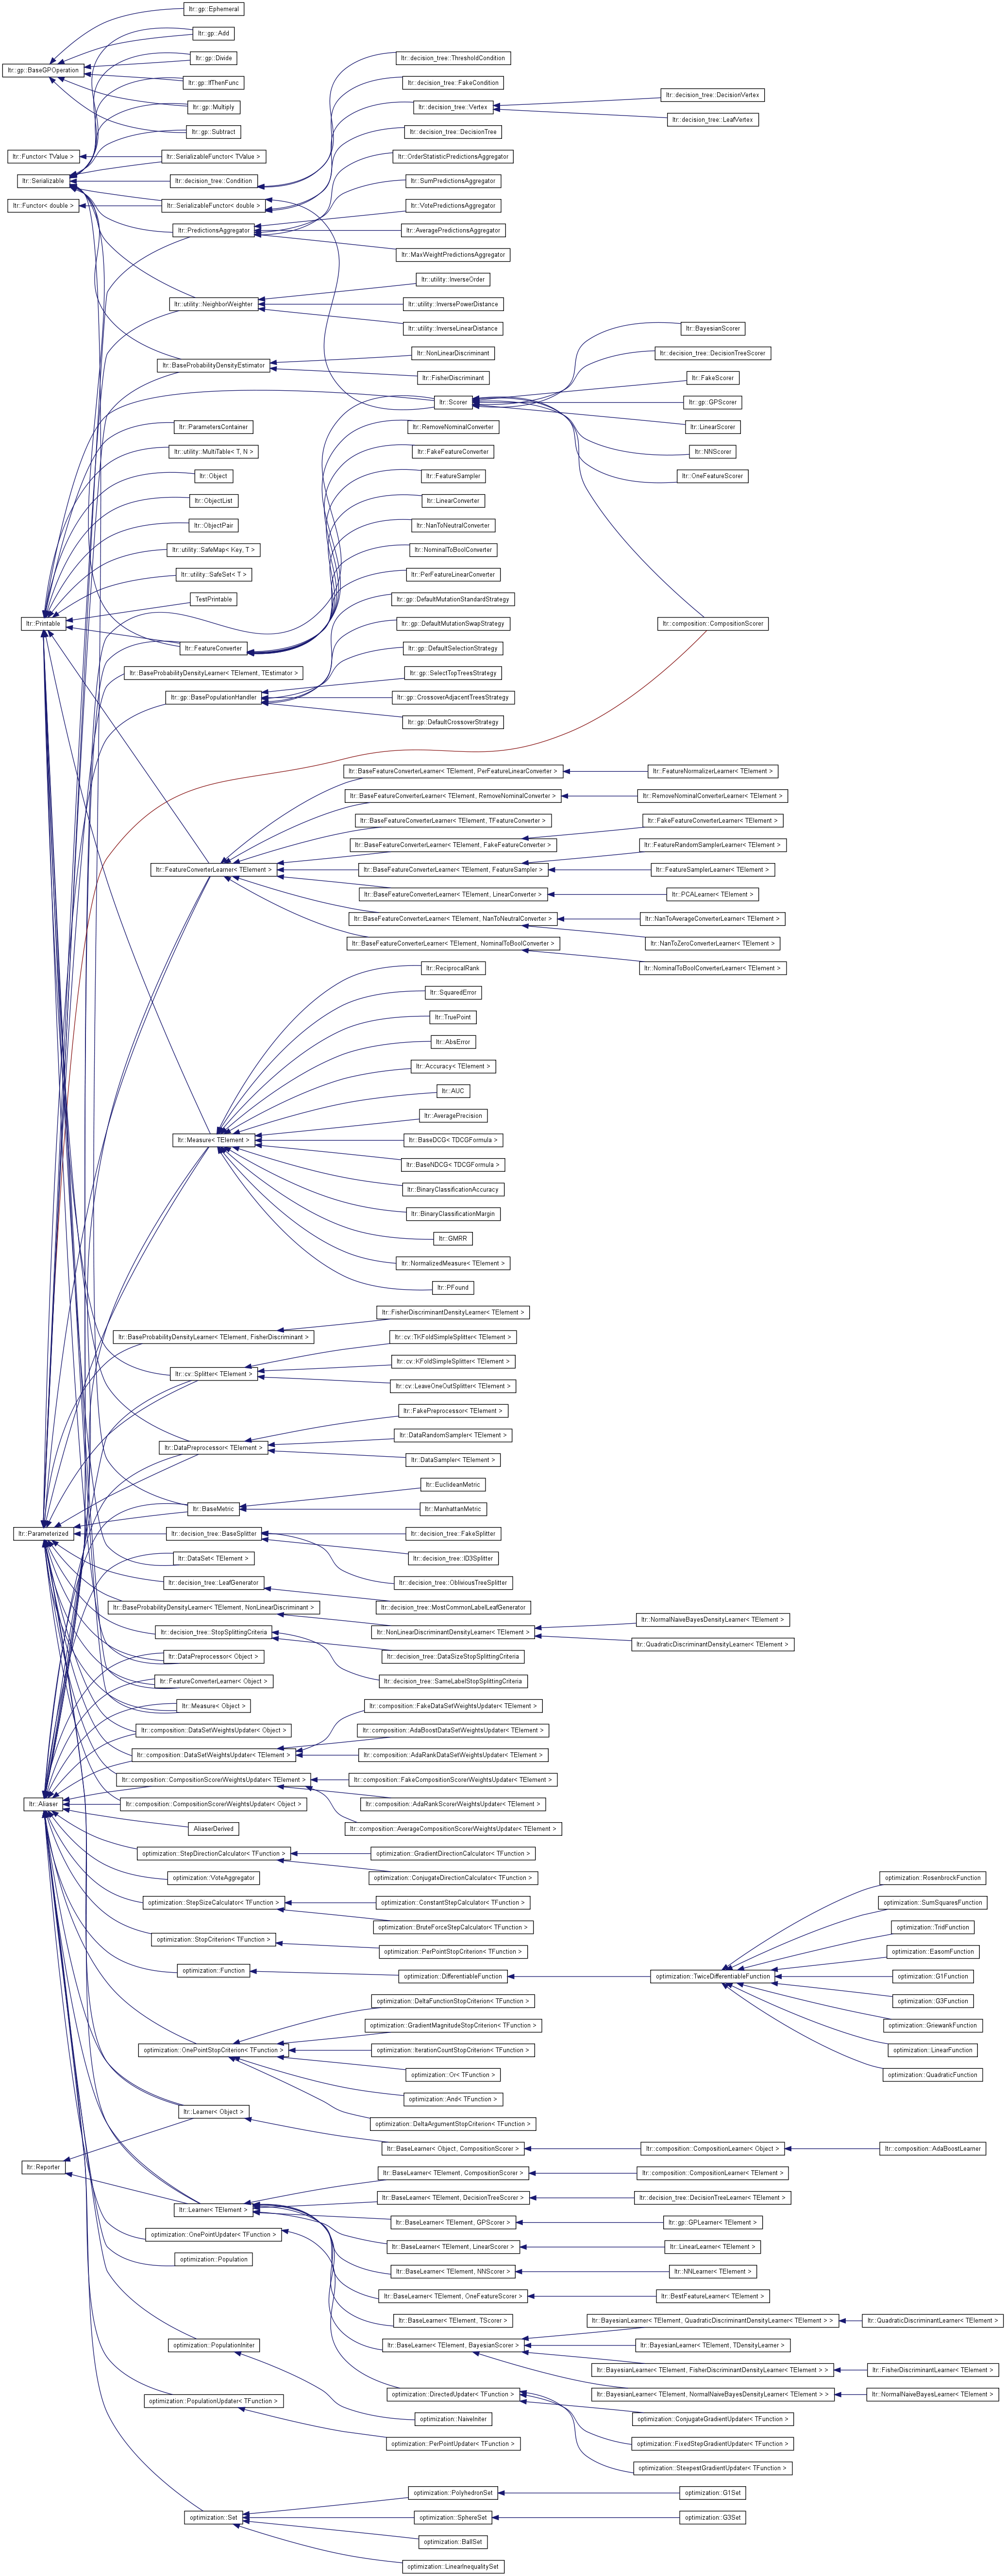 ltr::gp::Ephemeral
ltr::gp::Add
ltr::gp::Divide
ltr::gp::BaseGPOperation
ltr::gp::IfThenFunc
ltr::gp::Multiply
ltr::gp::Subtract
ltr::Functor< TValue >
ltr::SerializableFunctor< TValue >
ltr::Serializable
ltr::decision_tree::Condition
ltr::Functor< double >
ltr::SerializableFunctor< double >
ltr::PredictionsAggregator
ltr::decision_tree::ThresholdCondition
ltr::decision_tree::FakeCondition
ltr::decision_tree::Vertex
ltr::decision_tree::DecisionVertex
ltr::decision_tree::LeafVertex
ltr::decision_tree::DecisionTree
ltr::OrderStatisticPredictionsAggregator
ltr::SumPredictionsAggregator
ltr::VotePredictionsAggregator
ltr::AveragePredictionsAggregator
ltr::MaxWeightPredictionsAggregator
ltr::utility::InverseOrder
ltr::utility::NeighborWeighter
ltr::utility::InversePowerDistance
ltr::utility::InverseLinearDistance
ltr::NonLinearDiscriminant
ltr::BaseProbabilityDensityEstimator
ltr::FisherDiscriminant
ltr::Scorer
ltr::BayesianScorer
ltr::decision_tree::DecisionTreeScorer
ltr::FakeScorer
ltr::gp::GPScorer
ltr::LinearScorer
ltr::NNScorer
ltr::OneFeatureScorer
ltr::composition::CompositionScorer
ltr::ParametersContainer
ltr::utility::MultiTable< T, N >
ltr::Object
ltr::ObjectList
ltr::ObjectPair
ltr::utility::SafeMap< Key, T >
ltr::utility::SafeSet< T >
TestPrintable
ltr::Printable
ltr::FeatureConverter
ltr::RemoveNominalConverter
ltr::FakeFeatureConverter
ltr::FeatureSampler
ltr::LinearConverter
ltr::NanToNeutralConverter
ltr::NominalToBoolConverter
ltr::PerFeatureLinearConverter
ltr::gp::DefaultMutationStandardStrategy
ltr::gp::DefaultMutationSwapStrategy
ltr::gp::DefaultSelectionStrategy
ltr::BaseProbabilityDensityLearner< TElement, TEstimator >
ltr::gp::SelectTopTreesStrategy
ltr::gp::BasePopulationHandler
ltr::gp::CrossoverAdjacentTreesStrategy
ltr::gp::DefaultCrossoverStrategy
ltr::BaseFeatureConverterLearner< TElement, PerFeatureLinearConverter >
ltr::FeatureNormalizerLearner< TElement >
ltr::BaseFeatureConverterLearner< TElement, RemoveNominalConverter >
ltr::RemoveNominalConverterLearner< TElement >
ltr::BaseFeatureConverterLearner< TElement, TFeatureConverter >
ltr::FakeFeatureConverterLearner< TElement >
ltr::BaseFeatureConverterLearner< TElement, FakeFeatureConverter >
ltr::FeatureRandomSamplerLearner< TElement >
ltr::FeatureConverterLearner< TElement >
ltr::BaseFeatureConverterLearner< TElement, FeatureSampler >
ltr::FeatureSamplerLearner< TElement >
ltr::BaseFeatureConverterLearner< TElement, LinearConverter >
ltr::PCALearner< TElement >
ltr::BaseFeatureConverterLearner< TElement, NanToNeutralConverter >
ltr::NanToAverageConverterLearner< TElement >
ltr::BaseFeatureConverterLearner< TElement, NominalToBoolConverter >
ltr::NanToZeroConverterLearner< TElement >
ltr::NominalToBoolConverterLearner< TElement >
ltr::ReciprocalRank
ltr::SquaredError
ltr::TruePoint
ltr::AbsError
ltr::Accuracy< TElement >
ltr::AUC
ltr::AveragePrecision
ltr::Measure< TElement >
ltr::BaseDCG< TDCGFormula >
ltr::BaseNDCG< TDCGFormula >
ltr::BinaryClassificationAccuracy
ltr::BinaryClassificationMargin
ltr::GMRR
ltr::NormalizedMeasure< TElement >
ltr::PFound
ltr::FisherDiscriminantDensityLearner< TElement >
ltr::BaseProbabilityDensityLearner< TElement, FisherDiscriminant >
ltr::cv::TKFoldSimpleSplitter< TElement >
ltr::cv::KFoldSimpleSplitter< TElement >
ltr::cv::Splitter< TElement >
ltr::cv::LeaveOneOutSplitter< TElement >
ltr::FakePreprocessor< TElement >
ltr::DataRandomSampler< TElement >
ltr::DataPreprocessor< TElement >
ltr::DataSampler< TElement >
ltr::EuclideanMetric
ltr::BaseMetric
ltr::ManhattanMetric
ltr::Parameterized
ltr::decision_tree::BaseSplitter
ltr::decision_tree::FakeSplitter
ltr::decision_tree::ID3Splitter
ltr::DataSet< TElement >
ltr::decision_tree::ObliviousTreeSplitter
ltr::decision_tree::LeafGenerator
ltr::decision_tree::MostCommonLabelLeafGenerator
ltr::BaseProbabilityDensityLearner< TElement, NonLinearDiscriminant >
ltr::NormalNaiveBayesDensityLearner< TElement >
ltr::decision_tree::StopSplittingCriteria
ltr::NonLinearDiscriminantDensityLearner< TElement >
ltr::QuadraticDiscriminantDensityLearner< TElement >
ltr::DataPreprocessor< Object >
ltr::decision_tree::DataSizeStopSplittingCriteria
ltr::FeatureConverterLearner< Object >
ltr::decision_tree::SameLabelStopSplittingCriteria
ltr::Measure< Object >
ltr::composition::FakeDataSetWeightsUpdater< TElement >
ltr::composition::DataSetWeightsUpdater< Object >
ltr::composition::AdaBoostDataSetWeightsUpdater< TElement >
ltr::composition::DataSetWeightsUpdater< TElement >
ltr::composition::AdaRankDataSetWeightsUpdater< TElement >
ltr::composition::CompositionScorerWeightsUpdater< TElement >
ltr::composition::FakeCompositionScorerWeightsUpdater< TElement >
ltr::Aliaser
ltr::composition::CompositionScorerWeightsUpdater< Object >
ltr::composition::AdaRankScorerWeightsUpdater< TElement >
AliaserDerived
ltr::composition::AverageCompositionScorerWeightsUpdater< TElement >
optimization::StepDirectionCalculator< TFunction >
optimization::GradientDirectionCalculator< TFunction >
optimization::VoteAggregator
optimization::ConjugateDirectionCalculator< TFunction >
optimization::StepSizeCalculator< TFunction >
optimization::ConstantStepCalculator< TFunction >
optimization::BruteForceStepCalculator< TFunction >
optimization::StopCriterion< TFunction >
optimization::PerPointStopCriterion< TFunction >
optimization::Function
optimization::DifferentiableFunction
optimization::TwiceDifferentiableFunction
optimization::RosenbrockFunction
optimization::SumSquaresFunction
optimization::TridFunction
optimization::EasomFunction
optimization::G1Function
optimization::G3Function
optimization::GriewankFunction
optimization::LinearFunction
optimization::QuadraticFunction
optimization::DeltaFunctionStopCriterion< TFunction >
optimization::GradientMagnitudeStopCriterion< TFunction >
optimization::OnePointStopCriterion< TFunction >
optimization::IterationCountStopCriterion< TFunction >
optimization::Or< TFunction >
optimization::And< TFunction >
optimization::DeltaArgumentStopCriterion< TFunction >
ltr::Learner< Object >
ltr::BaseLearner< Object, CompositionScorer >
ltr::composition::CompositionLearner< Object >
ltr::composition::AdaBoostLearner
ltr::Reporter
ltr::BaseLearner< TElement, CompositionScorer >
ltr::composition::CompositionLearner< TElement >
ltr::BaseLearner< TElement, DecisionTreeScorer >
ltr::decision_tree::DecisionTreeLearner< TElement >
ltr::Learner< TElement >
ltr::BaseLearner< TElement, GPScorer >
ltr::gp::GPLearner< TElement >
optimization::OnePointUpdater< TFunction >
ltr::BaseLearner< TElement, LinearScorer >
ltr::LinearLearner< TElement >
optimization::Population
ltr::BaseLearner< TElement, NNScorer >
ltr::NNLearner< TElement >
ltr::BaseLearner< TElement, OneFeatureScorer >
ltr::BestFeatureLearner< TElement >
ltr::BaseLearner< TElement, TScorer >
ltr::BayesianLearner< TElement, QuadraticDiscriminantDensityLearner< TElement > >
ltr::QuadraticDiscriminantLearner< TElement >
optimization::PopulationIniter
ltr::BaseLearner< TElement, BayesianScorer >
ltr::BayesianLearner< TElement, TDensityLearner >
ltr::BayesianLearner< TElement, FisherDiscriminantDensityLearner< TElement > >
ltr::FisherDiscriminantLearner< TElement >
optimization::PopulationUpdater< TFunction >
optimization::DirectedUpdater< TFunction >
ltr::BayesianLearner< TElement, NormalNaiveBayesDensityLearner< TElement > >
ltr::NormalNaiveBayesLearner< TElement >
optimization::NaiveIniter
optimization::ConjugateGradientUpdater< TFunction >
optimization::PerPointUpdater< TFunction >
optimization::FixedStepGradientUpdater< TFunction >
optimization::SteepestGradientUpdater< TFunction >
optimization::PolyhedronSet
optimization::G1Set
optimization::Set
optimization::SphereSet
optimization::G3Set
optimization::BallSet
optimization::LinearInequalitySet